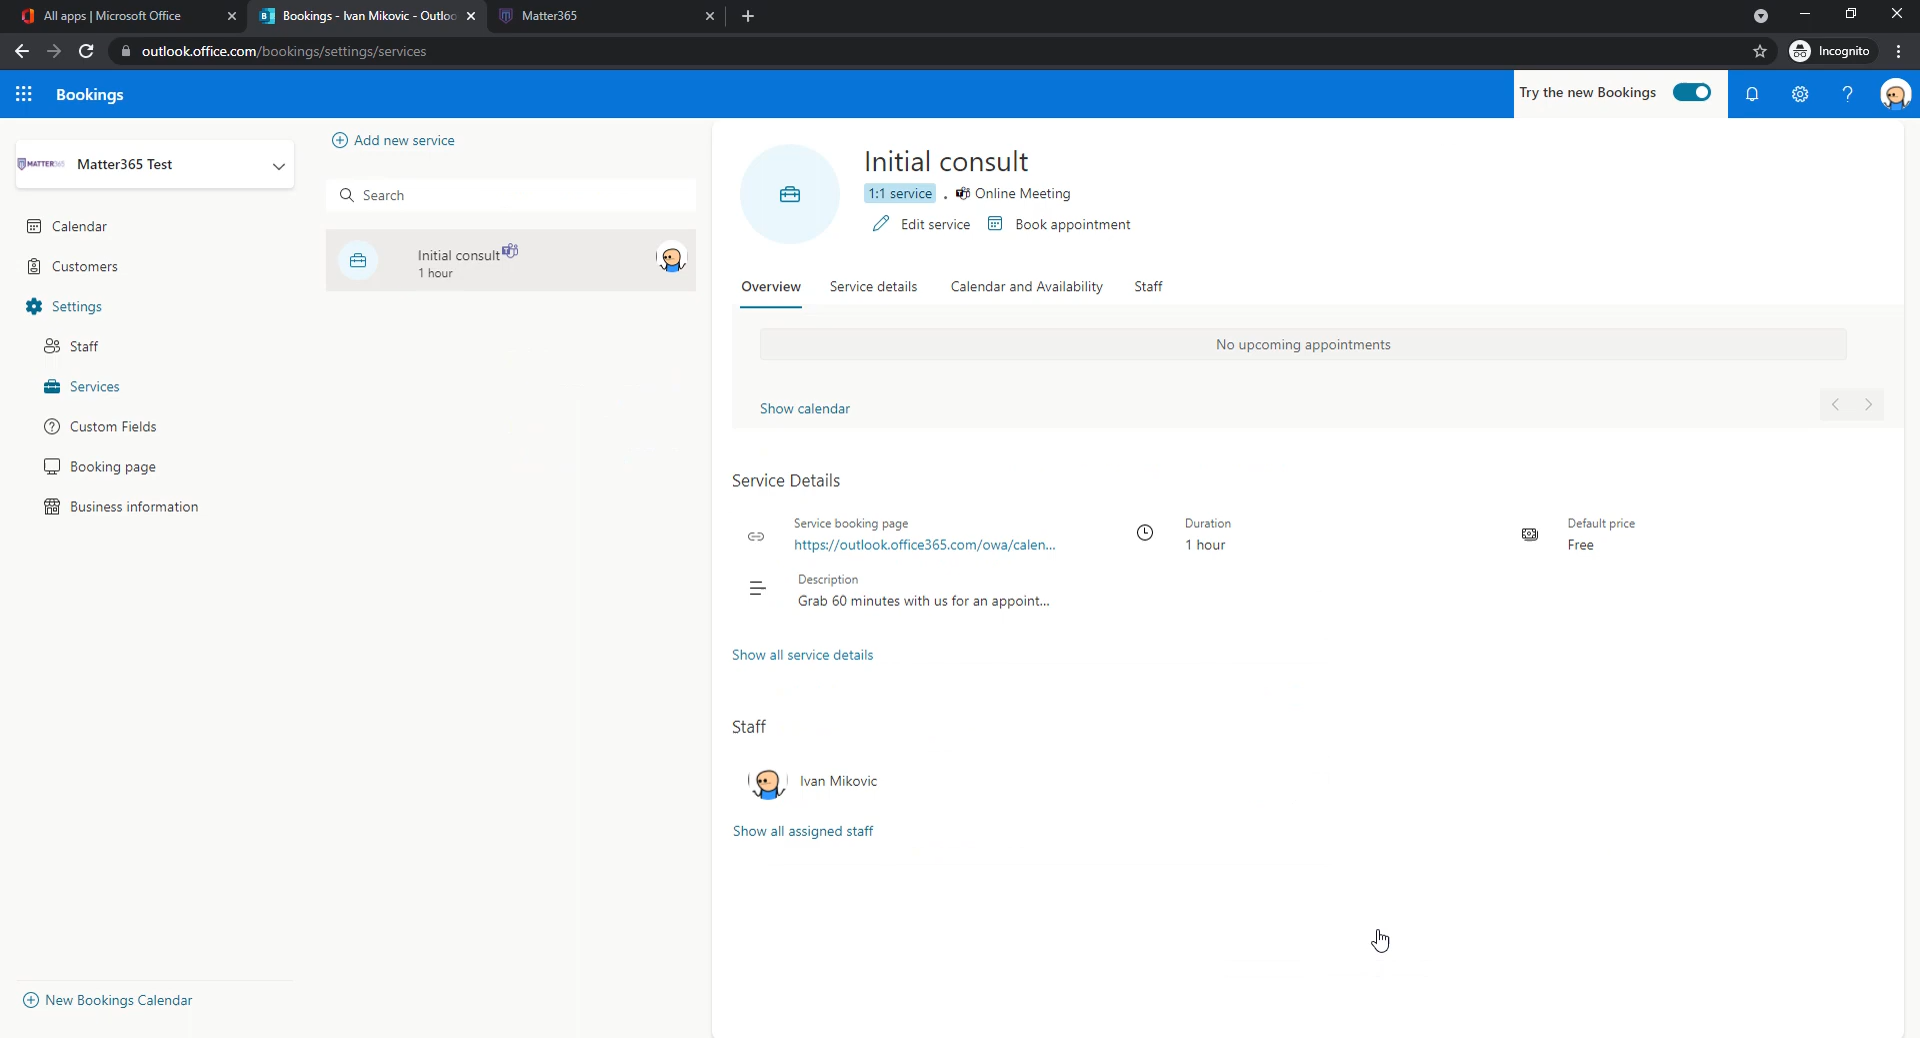 All apps | Microsoft Office
Bookings - Ivan Mikovic - Outloo
Matter365
outlook.office.com/bookings/settings/services
Incognito
Bookings
Try the new Bookings
MATTER365
Matter365 Test
Calendar
Customers
Settings
Staff
Services
Custom Fields
Booking page
Business information
New Bookings Calendar
Add new service
Search
Initial consult
1 hour
Initial consult
1:1 service . Online Meeting
Edit service Book appointment
Overview Service details Calendar and Availability Staff
No upcoming appointments
Show calendar
Service Details
Service booking page
https://outlook.office365.com/owa/calen...
Duration
1 hour
Default price
Free
Description
Grab 60 minutes with us for an appoint...
Show all service details
Staff
Ivan Mikovic
Show all assigned staff